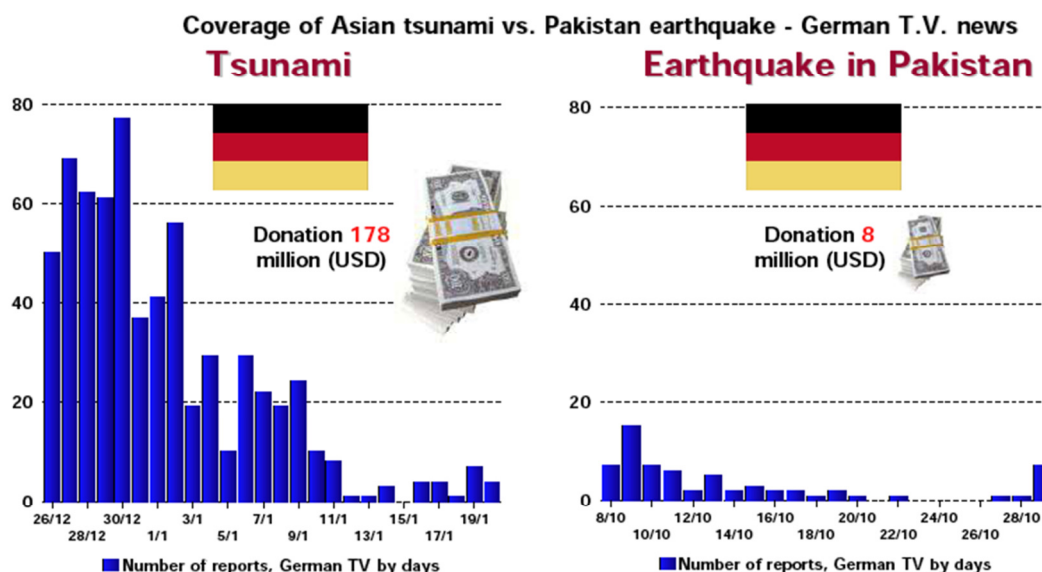 Coverage of Asian tsunami vs. Pakistan earthquake - German T.V. news
Tsunami
80
60
40
20
0
Donation 178
million (USD)
26/12 30/12 3/1 7/1 11/1 15/1 19/1
28/12 1/1 5/1 9/1 13/1 17/1
Number of reports, German TV by days
Earthquake in Pakistan
80
60
40
20
0
Donation 8
million (USD)
8/10 12/10 16/10 20/10 24/10 28/10
10/10 14/10 18/10 22/10 26/10
Number of reports, German TV by days